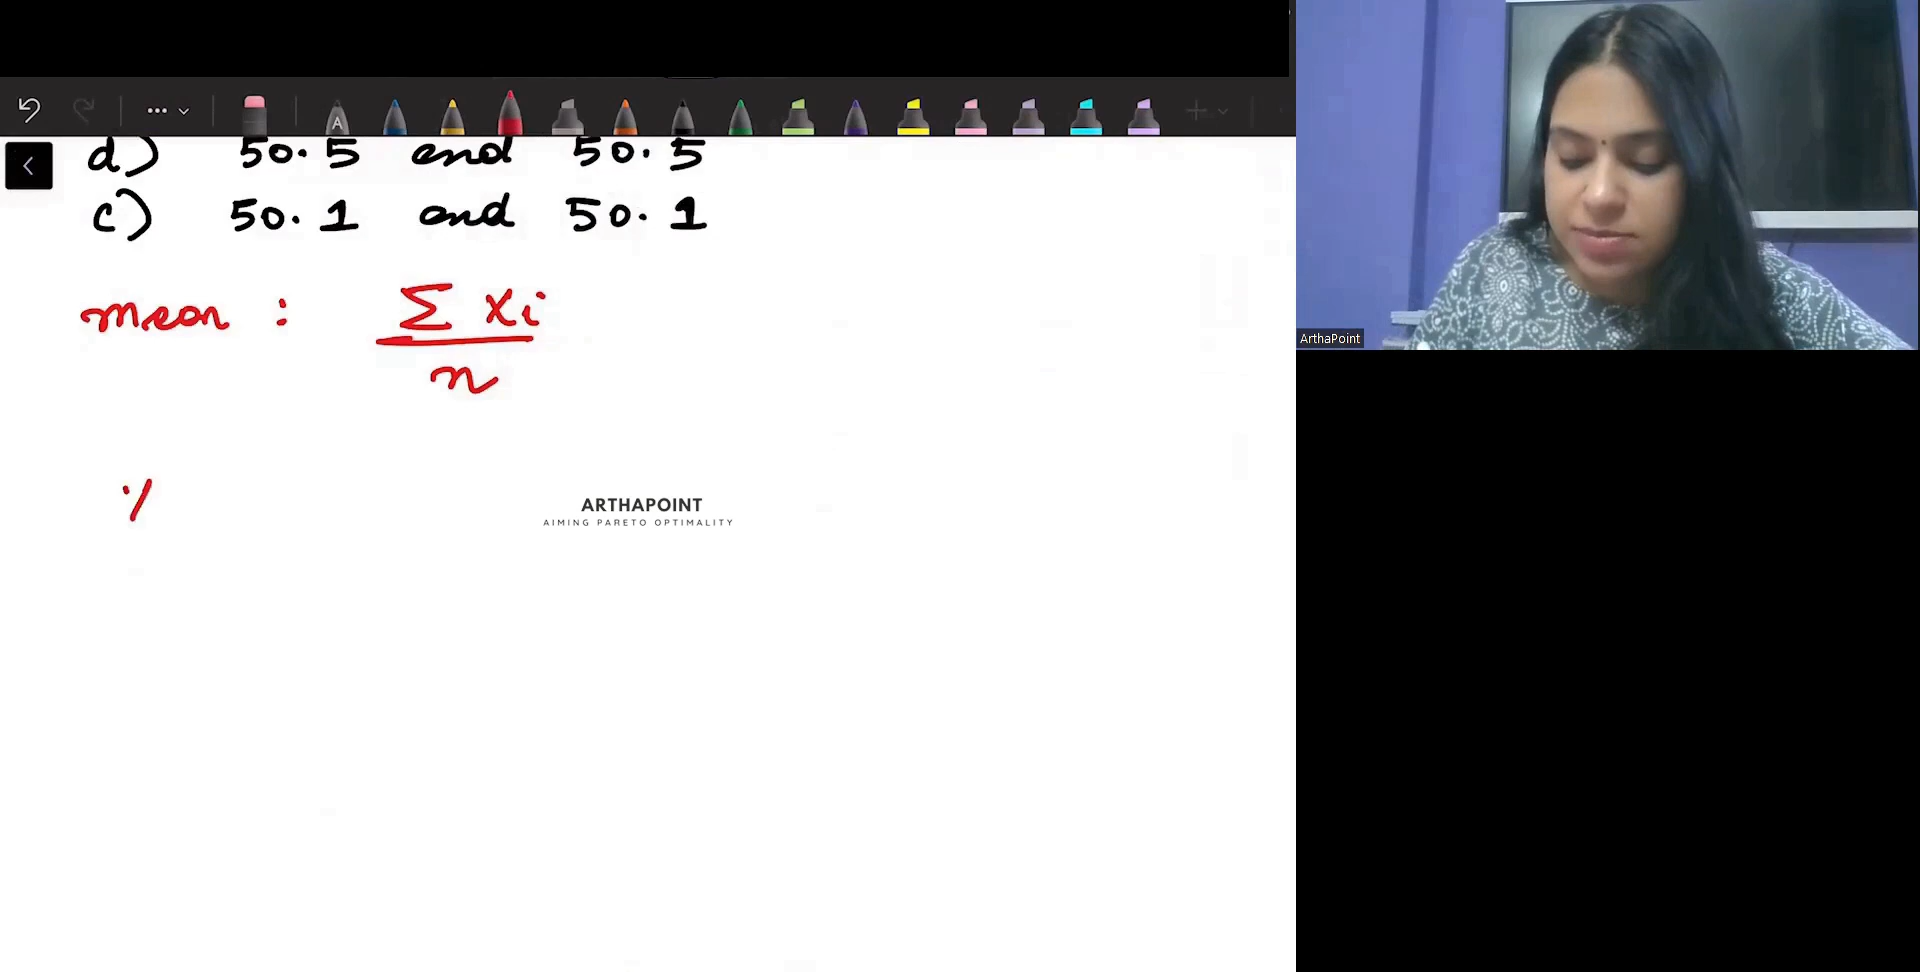 d) 50.5 and 50.5
c) 50.1 and 50.1
mean : Σ xi
n
ARTHAPOINT
AIMING PARETO OPTIMALITY
ArthaPoint